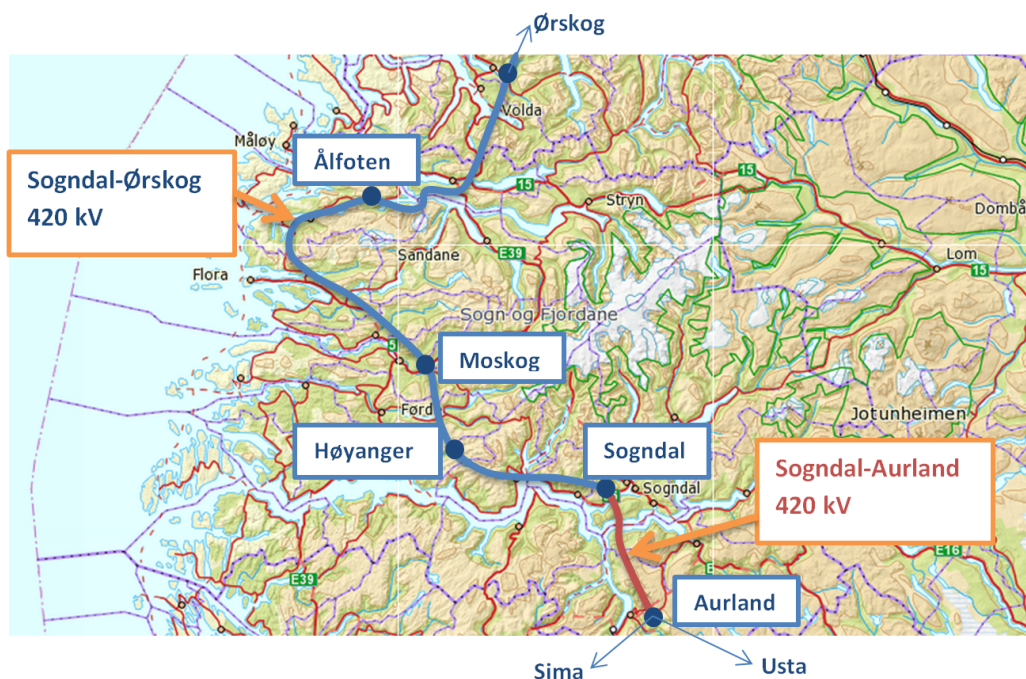 Ørskog
Volda
Måløy
Ålfoten
Sogndal-Ørskog
420 kV
15
15
Stryn
Dombå
Sandane
E39
Lom
15
Flora
Sogn og Fjordane
5
Moskog
Førd
Jotunheimen
Høyanger
Sogndal
Sogndal-Aurland
420 kV
Sogndal
E16
E39
E
Aurland
Sima
Usta